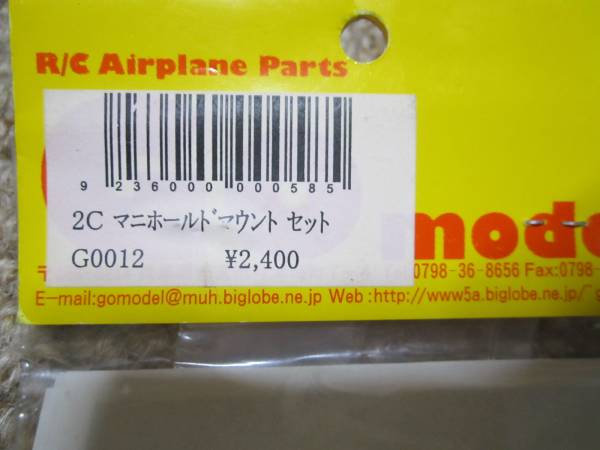 R/C Airplane Parts
9 236000 000585
2C マニホールドマウント セット
G0012 ¥2,400
mode
0798-36-8656 Fax:0798-
E-mail:gomodel@muh.biglobe.ne.jp Web :http://www5a.biglobe.ne.jp/~g